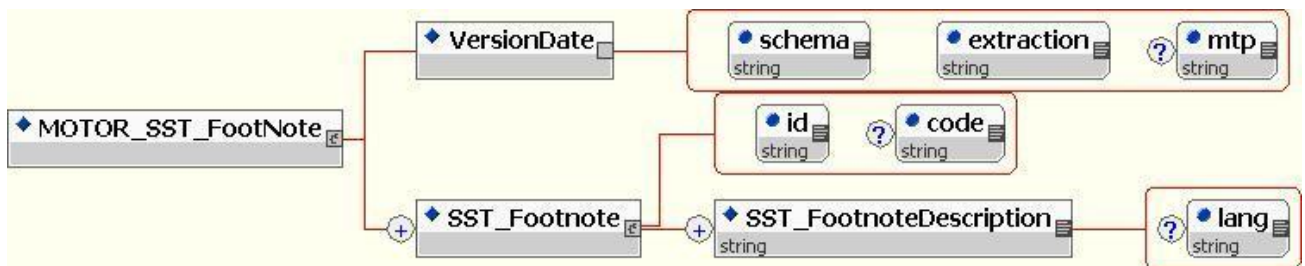 VersionDate
schema
string
extraction
string
?
mtp
string
MOTOR_SST_FootNote
id
string
?
code
string
+
SST_Footnote
+
SST_FootnoteDescription
string
?
lang
string